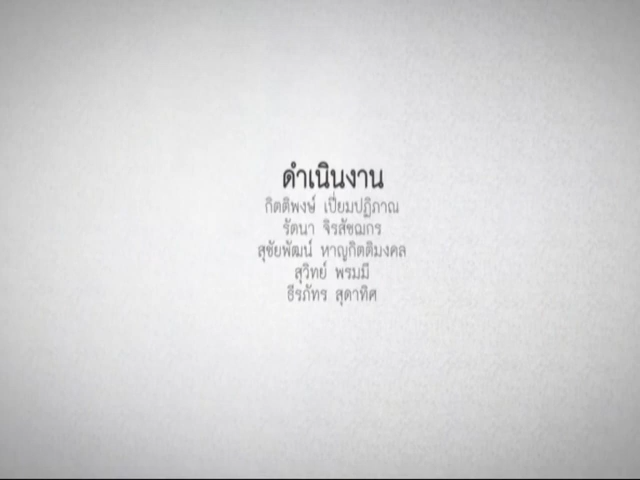 ดำเนินงาน
กิตติพงษ์ เปี่ยมปฏิภาณ
รัตนา จิรสัชฌกร
สุชัยพัฒน์ หาญกิตติมงคล
สุวิทย์ พรมมี
ธีรภัทร สุดาทิศ